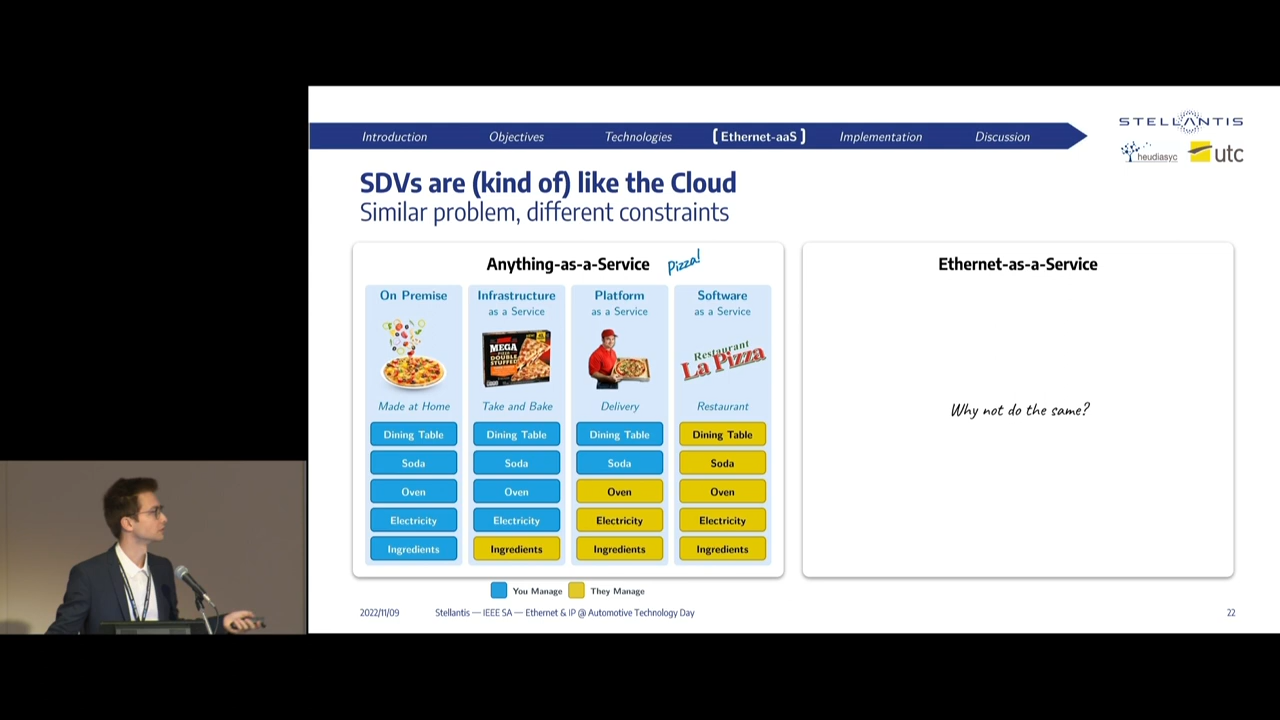 Introduction
Objectives
Technologies
[ Ethernet-aaS ]
Implementation
Discussion
STELLANTIS
heudiasyc
utc
SDVs are (kind of) like the Cloud
Similar problem, different constraints
Anything-as-a-Service
Pizza!
On Premise
Made at Home
Dining Table
Soda
Oven
Electricity
Ingredients
Infrastructure
as a Service
MEGA
PIZZA
DOUBLE
STUFFED
Take and Bake
Dining Table
Soda
Oven
Electricity
Ingredients
Platform
as a Service
Delivery
Dining Table
Soda
Oven
Electricity
Ingredients
Software
as a Service
Restaurant
La Pizza
Restaurant
Dining Table
Soda
Oven
Electricity
Ingredients
You Manage
They Manage
Ethernet-as-a-Service
Why not do the same?
2022/11/09
Stellantis — IEEE SA — Ethernet & IP @ Automotive Technology Day
22